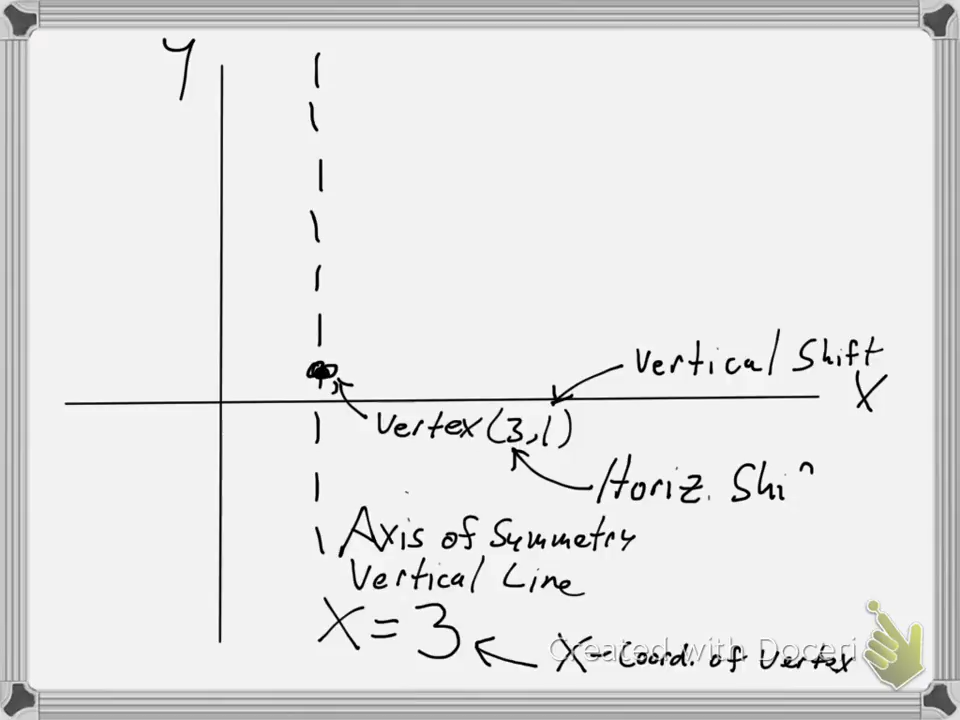 Y
Vertical Shift
X
Vertex (3,1)
Horiz. Shi
Axis of Symmetry
Vertical Line
X = 3
X-Coord. of Vertex
Created with Doceri